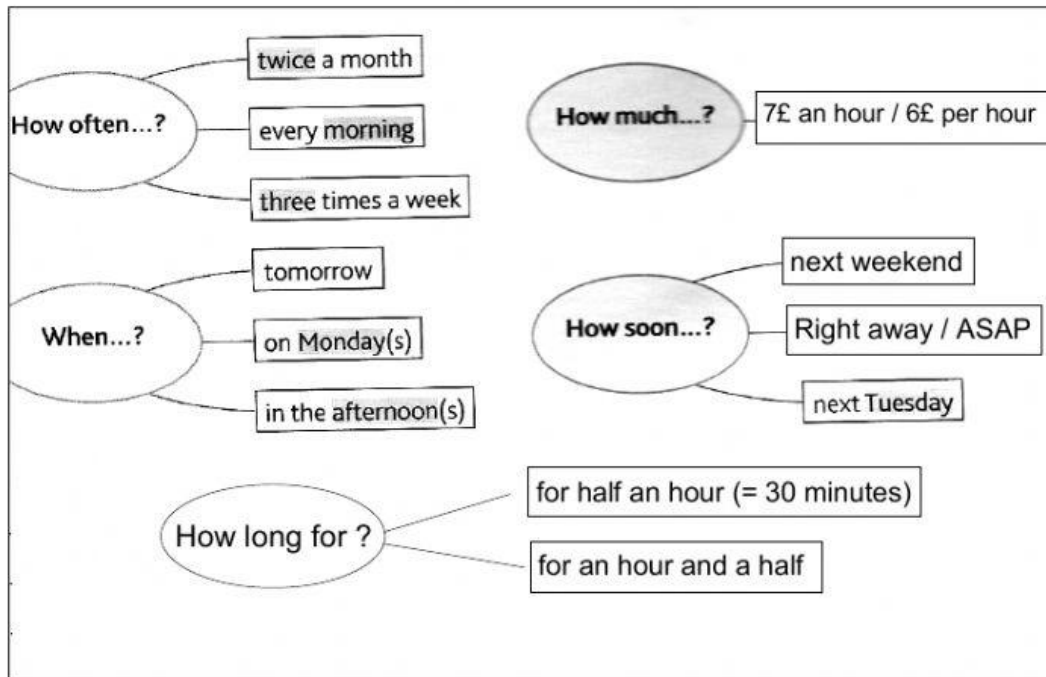 How often...?
twice a month
every morning
three times a week
How much...?
7£ an hour / 6£ per hour
When...?
tomorrow
on Monday(s)
in the afternoon(s)
How soon...?
next weekend
Right away / ASAP
next Tuesday
How long for ?
for half an hour (= 30 minutes)
for an hour and a half